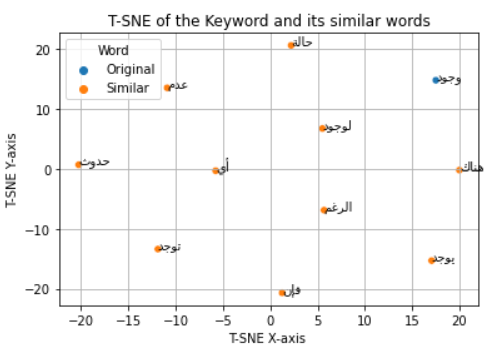 T-SNE of the Keyword and its similar words
Word
Original
Similar
حالة
وجود
عدم
لوجود
حدوث
أي
هناك
الرغم
توجد
يوجد
فإن
T-SNE Y-axis
20
10
0
−10
−20
−20
−15
−10
−5
0
5
10
15
20
T-SNE X-axis